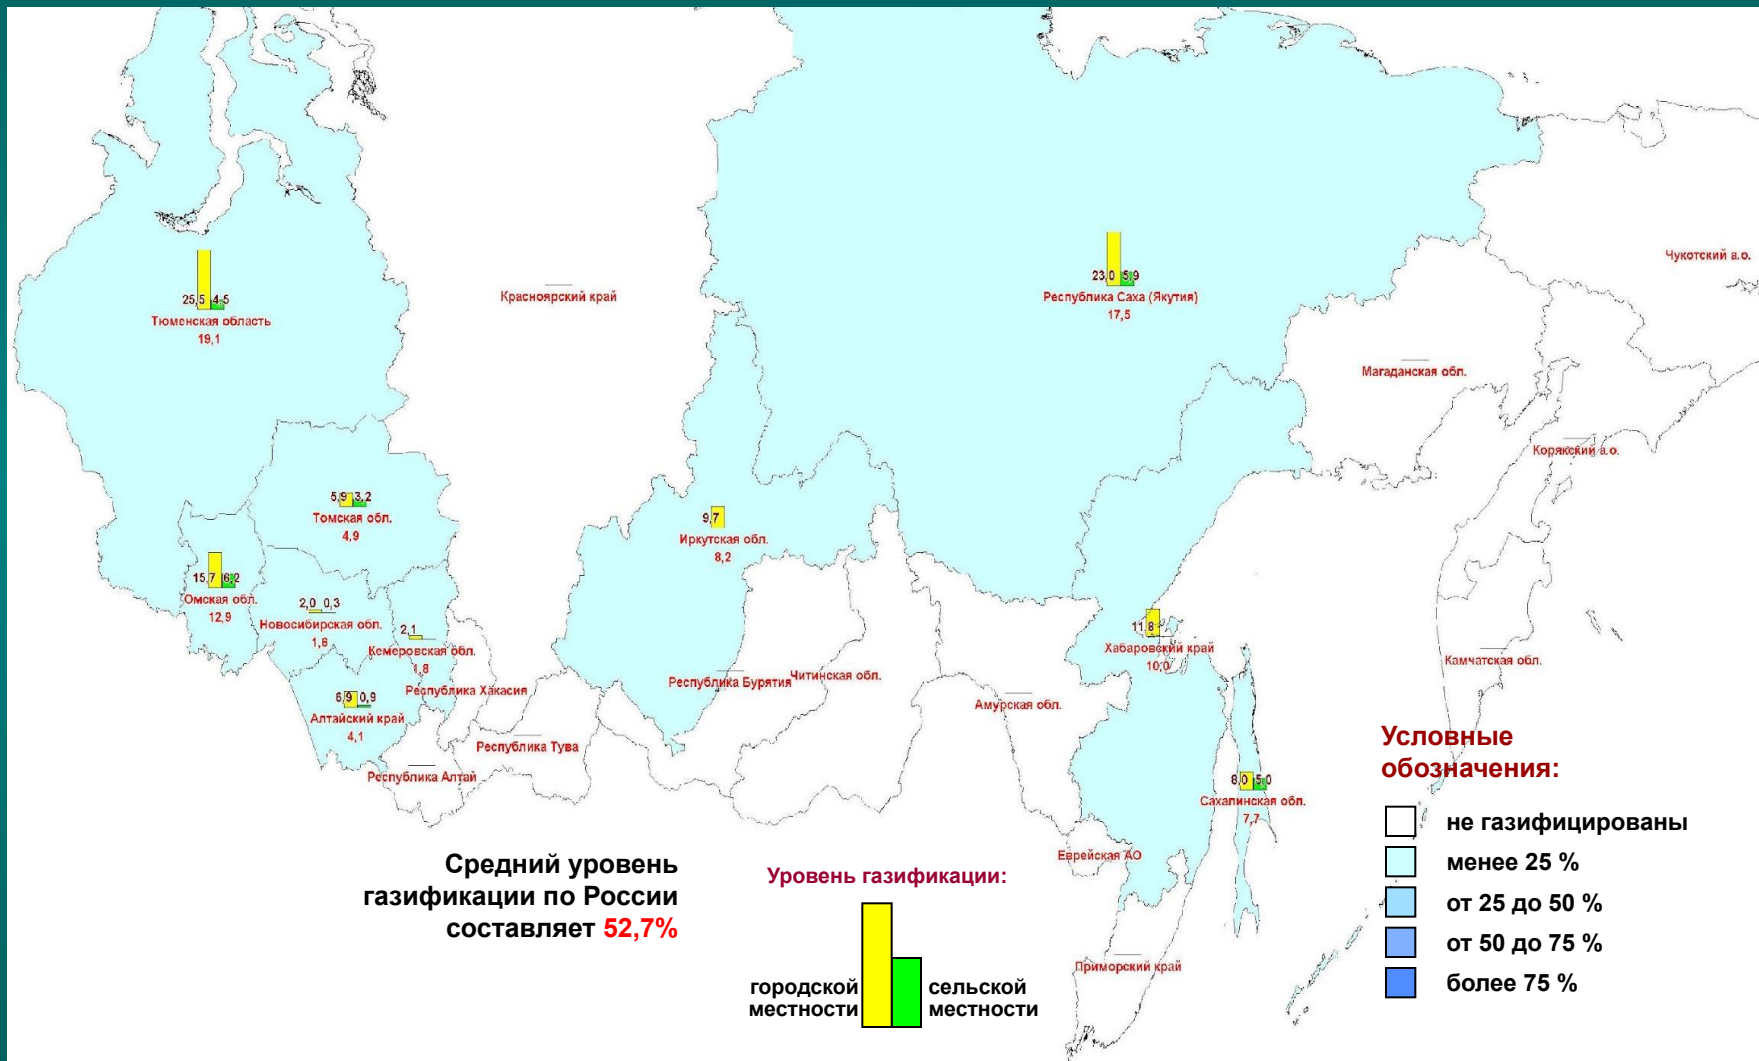 Чукотский а.о.
23,0 5,9
Республика Саха (Якутия)
17,5
Красноярский край
25,5 4,5
Тюменская область
19,1
Магаданская обл.
Корякский а.о.
5,9 3,2
Томская обл.
4,9
9,7
Иркутская обл.
8,2
15,7 6,2
Омская обл.
12,9
2,0 0,3
Новосибирская обл.
1,6
2,1
Кемеровская обл.
1,8
11,8
Хабаровский край
10,0
Камчатская обл.
Республика Бурятия
Читинская обл.
Республика Хакасия
6,9 0,9
Алтайский край
4,1
Амурская обл.
Республика Тува
Республика Алтай
8,0 5,0
Сахалинская обл.
7,7
Еврейская АО
Приморский край
Средний уровень
газификации по России
составляет 52,7%
Уровень газификации:
городской
местности
сельской
местности
Условные
обозначения:
не газифицированы
менее 25 %
от 25 до 50 %
от 50 до 75 %
более 75 %